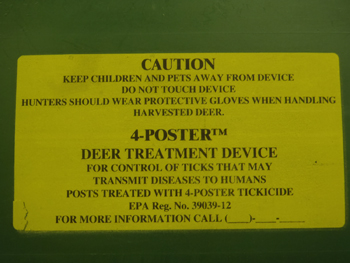 CAUTION
KEEP CHILDREN AND PETS AWAY FROM DEVICE
DO NOT TOUCH DEVICE
HUNTERS SHOULD WEAR PROTECTIVE GLOVES WHEN HANDLING
HARVESTED DEER.
4-POSTER™
DEER TREATMENT DEVICE
FOR CONTROL OF TICKS THAT MAY
TRANSMIT DISEASES TO HUMANS
POSTS TREATED WITH 4-POSTER TICKICIDE
EPA Reg. No. 39039-12
FOR MORE INFORMATION CALL (___)-___-____